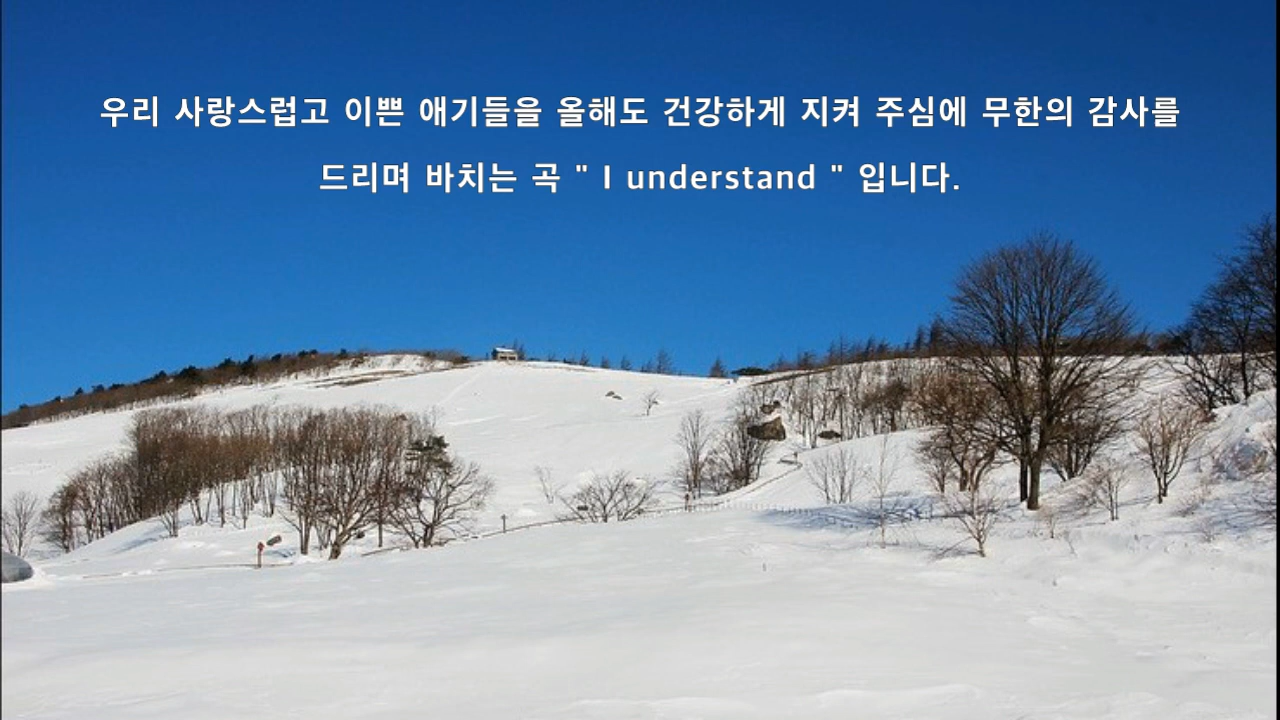 우리 사랑스럽고 이쁜 애기들을 올해도 건강하게 지켜 주심에 무한의 감사를
드리며 바치는 곡 " I understand " 입니다.